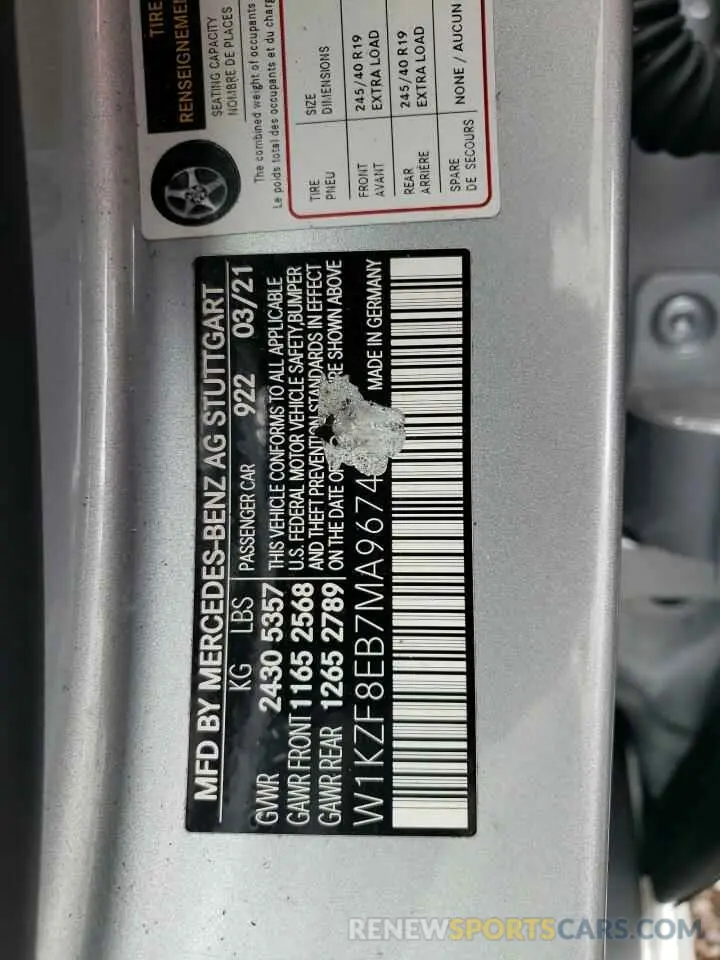 TIRE
RENSEIGNEMEN
SEATING CAPACITY
NOMBRE DE PLACES
The combined weight of occupants
Le poids total des occupants et du charg
TIRE SIZE
PNEU DIMENSIONS
FRONT 245/40 R19
AVANT EXTRA LOAD
REAR 245/40 R19
ARRIÈRE EXTRA LOAD
SPARE NONE / AUCUN
DE SECOURS
MFD BY MERCEDES-BENZ AG STUTTGART
KG LBS PASSENGER CAR 922 03/21
GVWR 2430 5357 THIS VEHICLE CONFORMS TO ALL APPLICABLE
GAWR FRONT 1165 2568 U.S. FEDERAL MOTOR VEHICLE SAFETY, BUMPER
GAWR REAR 1265 2789 AND THEFT PREVENTION STANDARDS IN EFFECT
ON THE DATE OF RE SHOWN ABOVE
W1KZF8EB7MA9674 MADE IN GERMANY
RENEWSPORTSCARS.COM